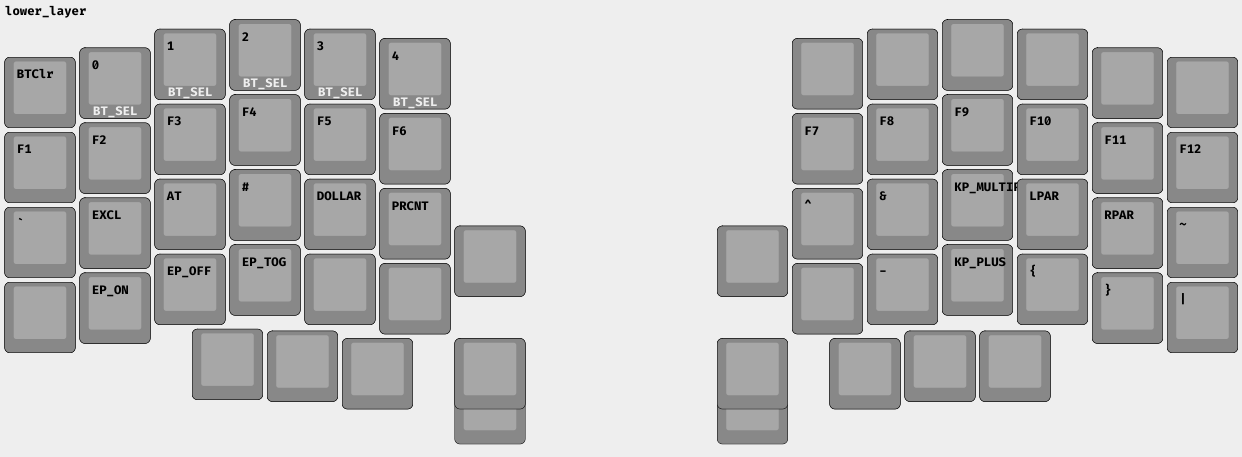 lower_layer
BTClr
0
BT_SEL
1
BT_SEL
2
BT_SEL
3
BT_SEL
4
BT_SEL
F1
F2
F3
F4
F5
F6
F7
F8
F9
F10
F11
F12
`
EXCL
AT
#
DOLLAR
PRCNT
^
&
KP_MULTIP
LPAR
RPAR
~
EP_ON
EP_OFF
EP_TOG
-
KP_PLUS
{
}
|